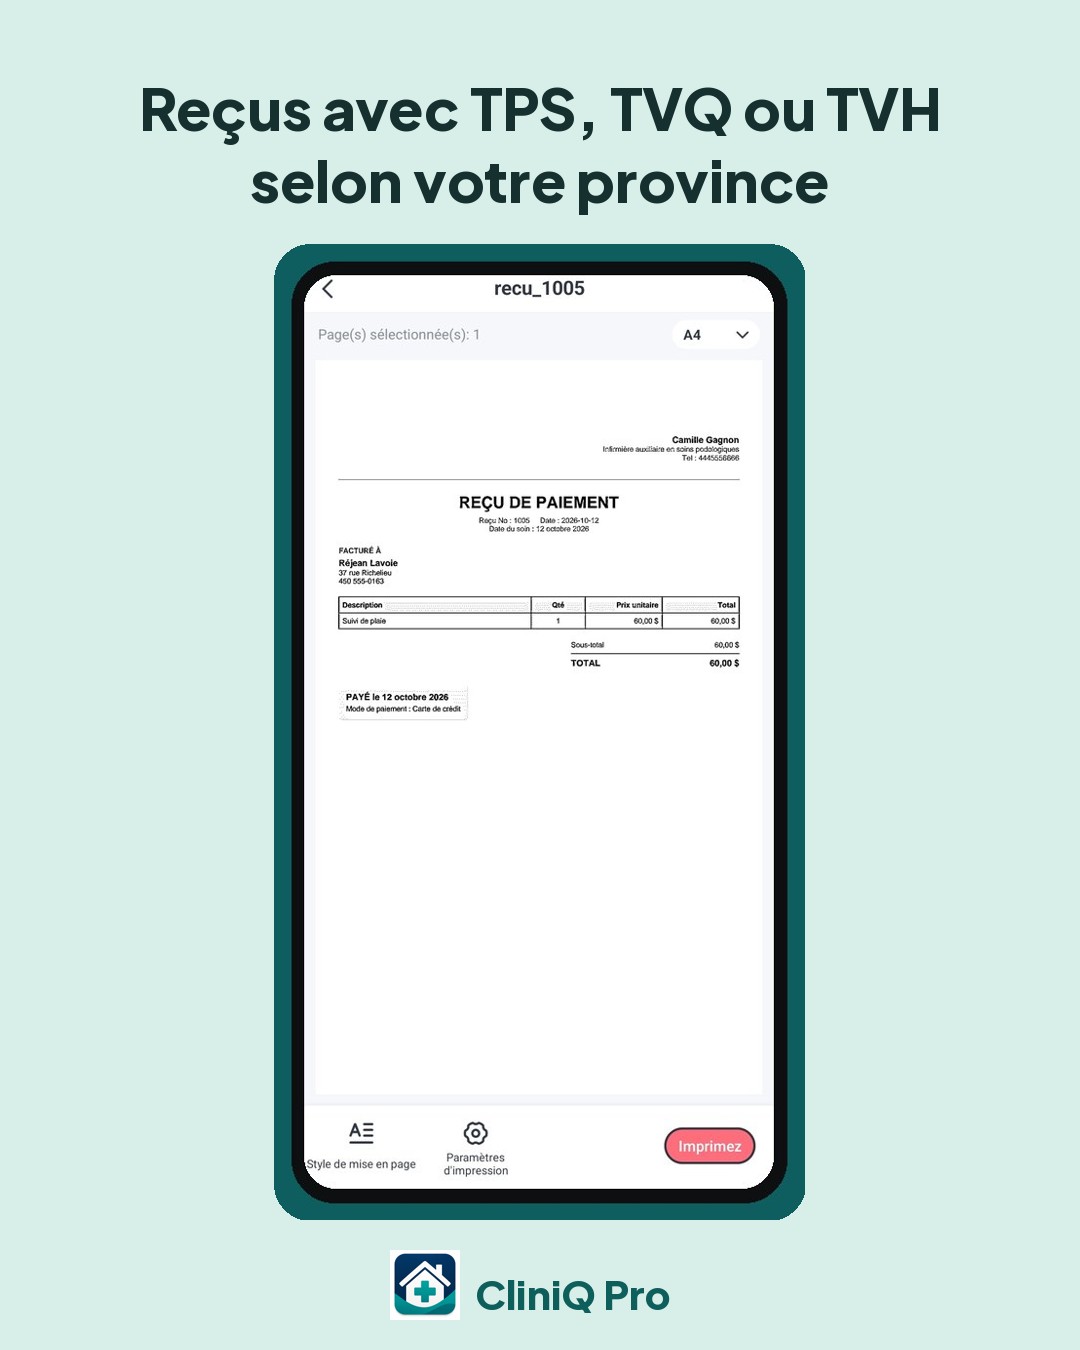 Reçus avec TPS, TVQ ou TVH
selon votre province
recu_1005
Page(s) sélectionnée(s): 1
A4
Camille Gagnon
Infirmière auxiliaire en soins podologiques
Tel : 4445556666
REÇU DE PAIEMENT
Reçu No : 1005 Date : 2026-10-12
Date du soin : 12 octobre 2026
FACTURÉ À
Réjean Lavoie
37 rue Richelieu
450 555-0163
Description Qté Prix unitaire Total
Suivi de plaie 1 60,00 $ 60,00 $
Sous-total 60,00 $
TOTAL 60,00 $
PAYÉ le 12 octobre 2026
Mode de paiement : Carte de crédit
Style de mise en page
Paramètres
d'impression
Imprimez
CliniQ Pro